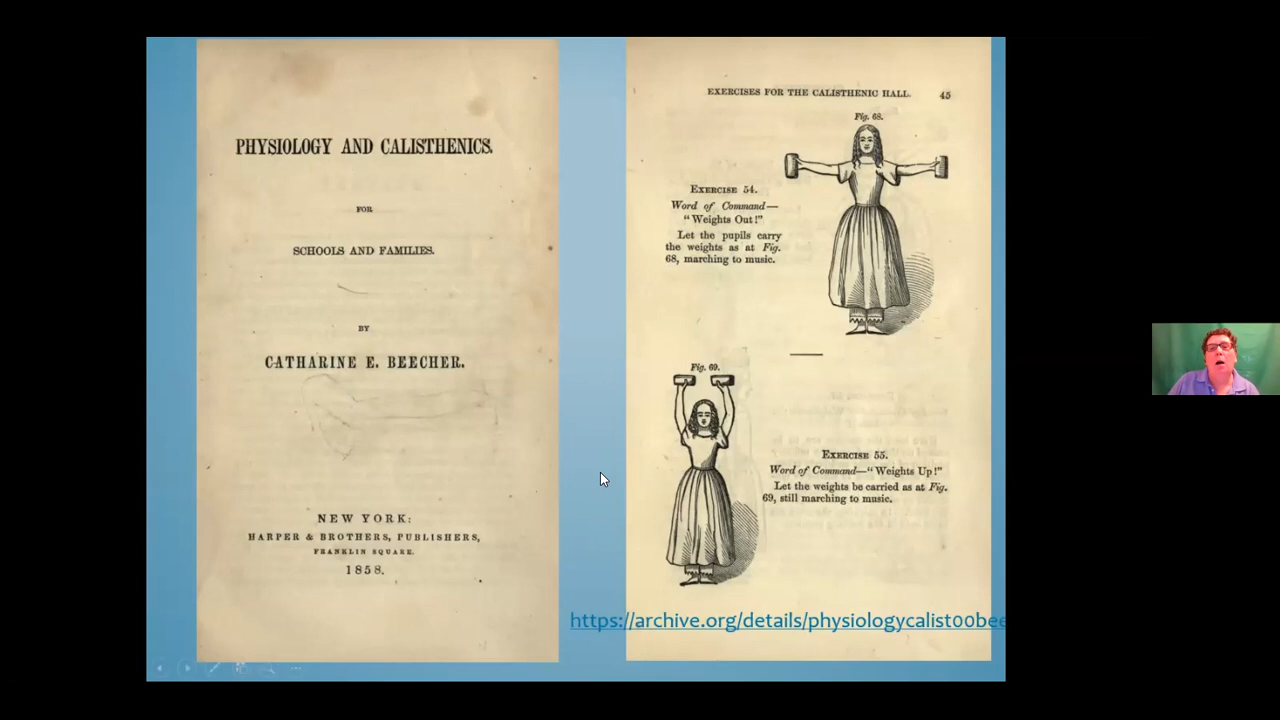 PHYSIOLOGY AND CALISTHENICS.
FOR
SCHOOLS AND FAMILIES.
BY
CATHARINE E. BEECHER.
NEW YORK:
HARPER & BROTHERS, PUBLISHERS,
FRANKLIN SQUARE.
1858.
EXERCISES FOR THE CALISTHENIC HALL. 45
Fig. 68.
EXERCISE 54.
Word of Command—
"Weights Out!"
Let the pupils carry
the weights as at Fig.
68, marching to music.
Fig. 69.
EXERCISE 55.
Word of Command—"Weights Up!"
Let the weights be carried as at Fig.
69, still marching to music.
https://archive.org/details/physiologycalist00bee